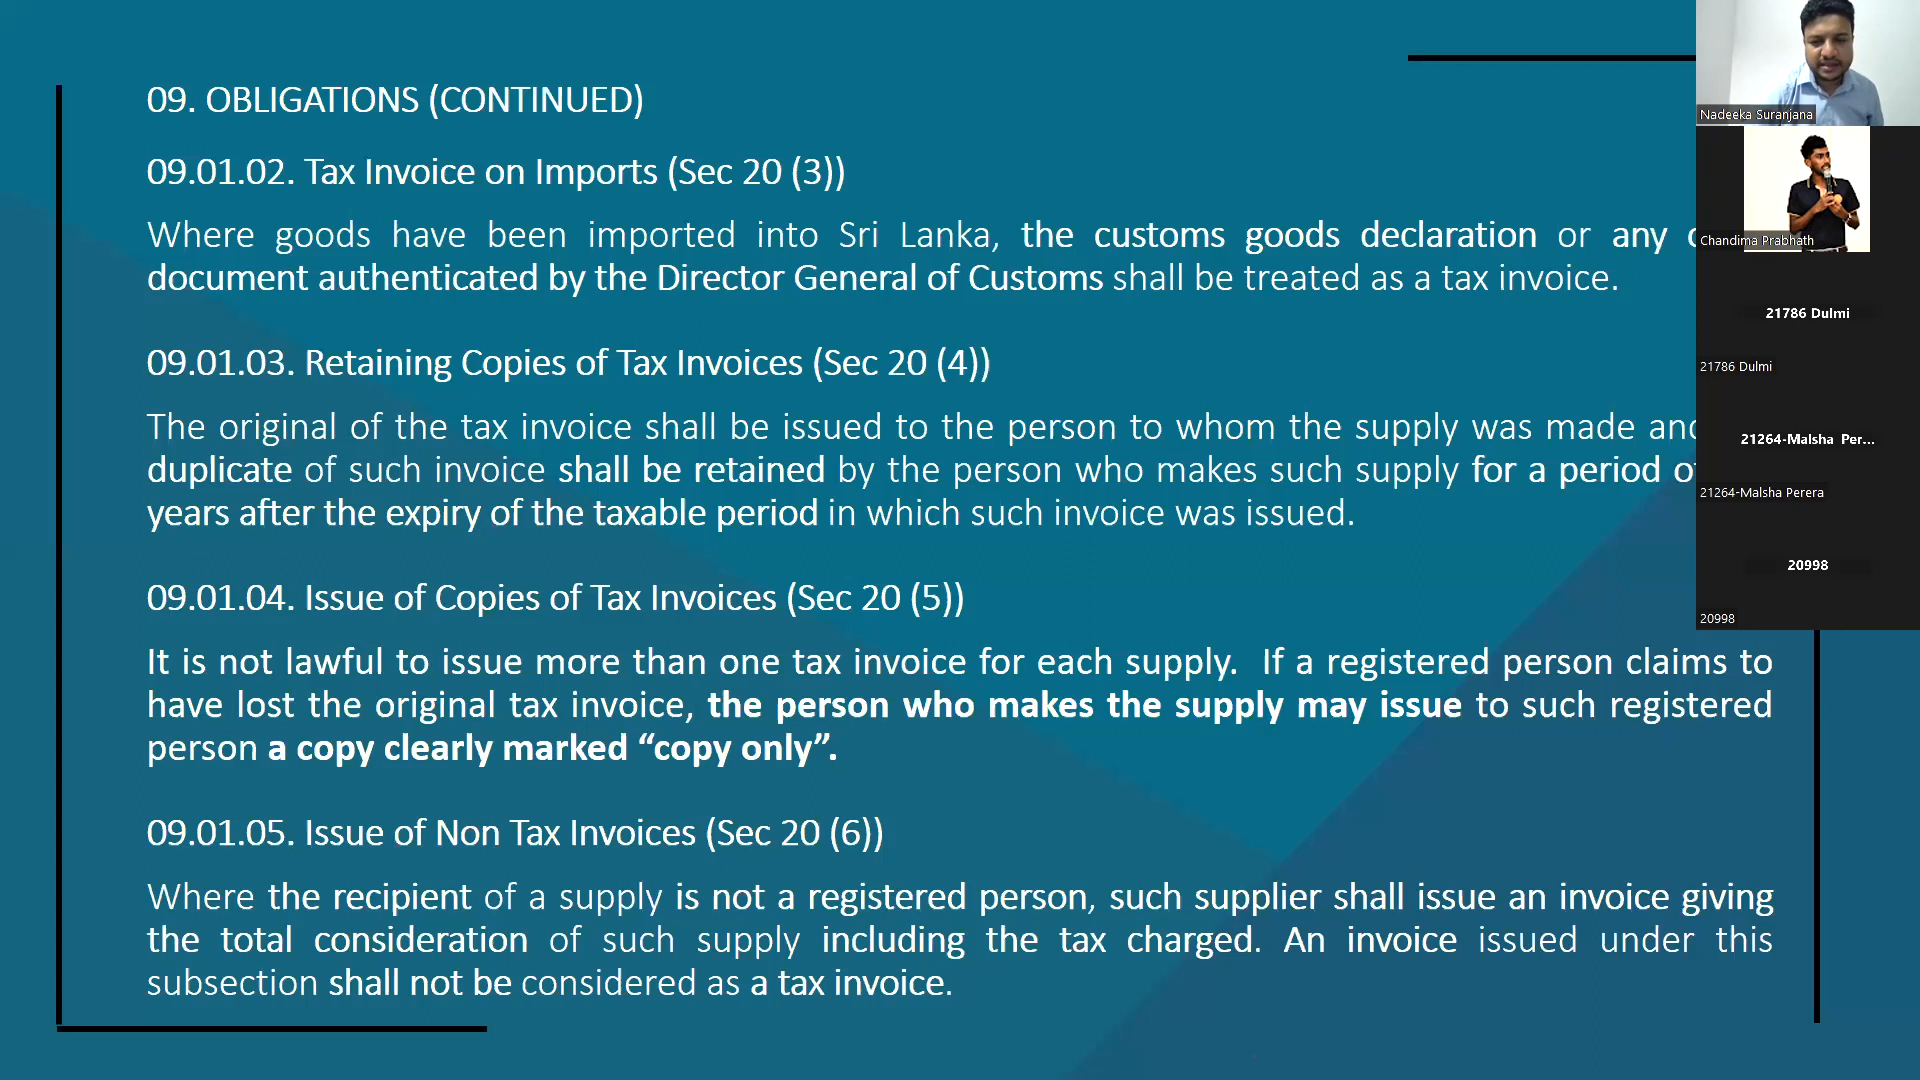 09. OBLIGATIONS (CONTINUED)
09.01.02. Tax Invoice on Imports (Sec 20 (3))
Where goods have been imported into Sri Lanka, the customs goods declaration or any
document authenticated by the Director General of Customs shall be treated as a tax invoice.
09.01.03. Retaining Copies of Tax Invoices (Sec 20 (4))
The original of the tax invoice shall be issued to the person to whom the supply was made and
duplicate of such invoice shall be retained by the person who makes such supply for a period of
years after the expiry of the taxable period in which such invoice was issued.
09.01.04. Issue of Copies of Tax Invoices (Sec 20 (5))
It is not lawful to issue more than one tax invoice for each supply. If a registered person claims to
have lost the original tax invoice, the person who makes the supply may issue to such registered
person a copy clearly marked “copy only”.
09.01.05. Issue of Non Tax Invoices (Sec 20 (6))
Where the recipient of a supply is not a registered person, such supplier shall issue an invoice giving
the total consideration of such supply including the tax charged. An invoice issued under this
subsection shall not be considered as a tax invoice.
Nadeeka Suranjana
Chandima Prabhath
21786 Dulmi
21786 Dulmi
21264-Malsha Per...
21264-Malsha Perera
20998
20998